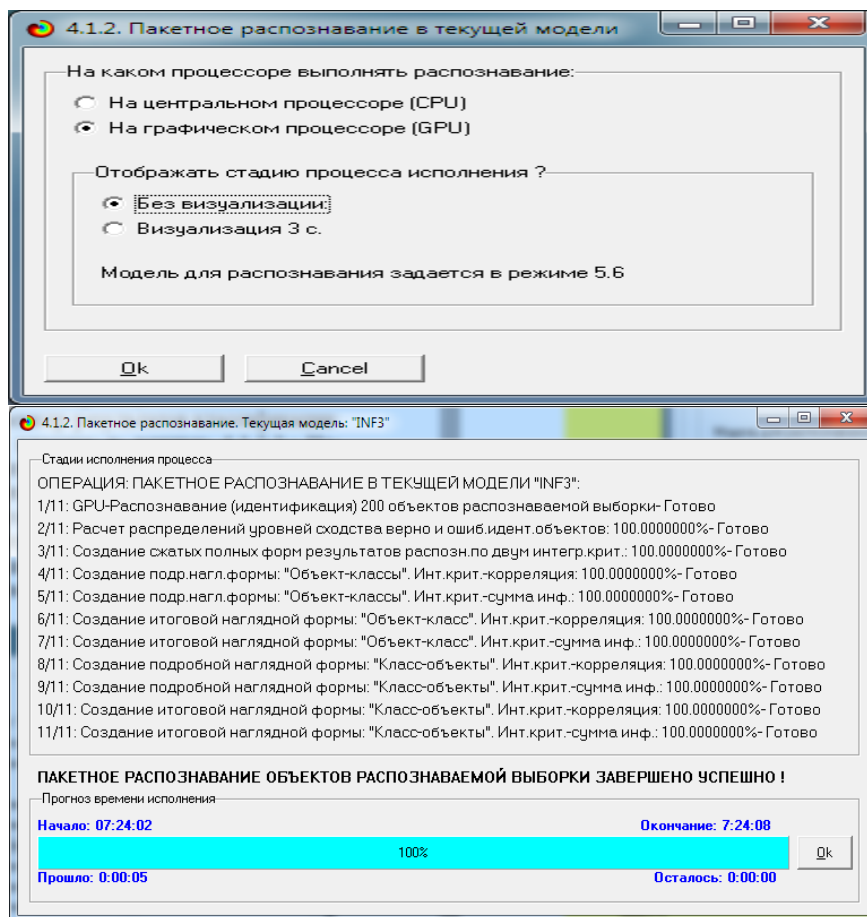 4.1.2. Пакетное распознавание в текущей модели
На каком процессоре выполнять распознавание:
На центральном процессоре (CPU)
На графическом процессоре (GPU)
Отображать стадию процесса исполнения ?
Без визуализации:
Визуализация 3 с.
Модель для распознавания задается в режиме 5.6
Ok
Cancel
4.1.2. Пакетное распознавание. Текущая модель: "INF3"
Стадии исполнения процесса
ОПЕРАЦИЯ: ПАКЕТНОЕ РАСПОЗНАВАНИЕ В ТЕКУЩЕЙ МОДЕЛИ "INF3":
1/11: GPU-Распознавание (идентификация) 200 объектов распознаваемой выборки- Готово
2/11: Расчет распределений уровней сходства верно и ошиб.идент.объектов: 100.0000000%- Готово
3/11: Создание сжатых полных форм результатов распозн.по двум интегр.крит.: 100.0000000%- Готово
4/11: Создание подр.нагл.формы: "Объект-классы". Инт.крит.-корреляция: 100.0000000%- Готово
5/11: Создание подр.нагл.формы: "Объект-классы". Инт.крит.-сумма инф.: 100.0000000%- Готово
6/11: Создание итоговой наглядной формы: "Объект-класс". Инт.крит.-корреляция: 100.0000000%- Готово
7/11: Создание итоговой наглядной формы: "Объект-класс". Инт.крит.-сумма инф.: 100.0000000%- Готово
8/11: Создание подробной наглядной формы: "Класс-объекты". Инт.крит.-корреляция: 100.0000000%- Готово
9/11: Создание подробной наглядной формы: "Класс-объекты". Инт.крит.-сумма инф.: 100.0000000%- Готово
10/11: Создание итоговой наглядной формы: "Класс-объекты". Инт.крит.-корреляция: 100.0000000%- Готово
11/11: Создание итоговой наглядной формы: "Класс-объекты". Инт.крит.-сумма инф.: 100.0000000%- Готово
ПАКЕТНОЕ РАСПОЗНАВАНИЕ ОБЪЕКТОВ РАСПОЗНАВАЕМОЙ ВЫБОРКИ ЗАВЕРШЕНО УСПЕШНО !
Прогноз времени исполнения
Начало: 07:24:02
Окончание: 7:24:08
100%
Ok
Прошло: 0:00:05
Осталось: 0:00:00